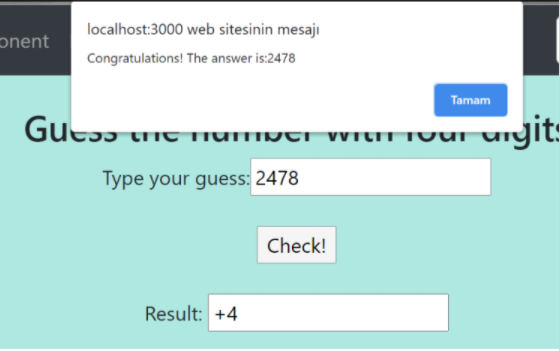 localhost:3000 web sitesinin mesajı
Congratulations! The answer is:2478
Tamam
Guess the number with four digits
Type your guess:
2478
Check!
Result:
+4